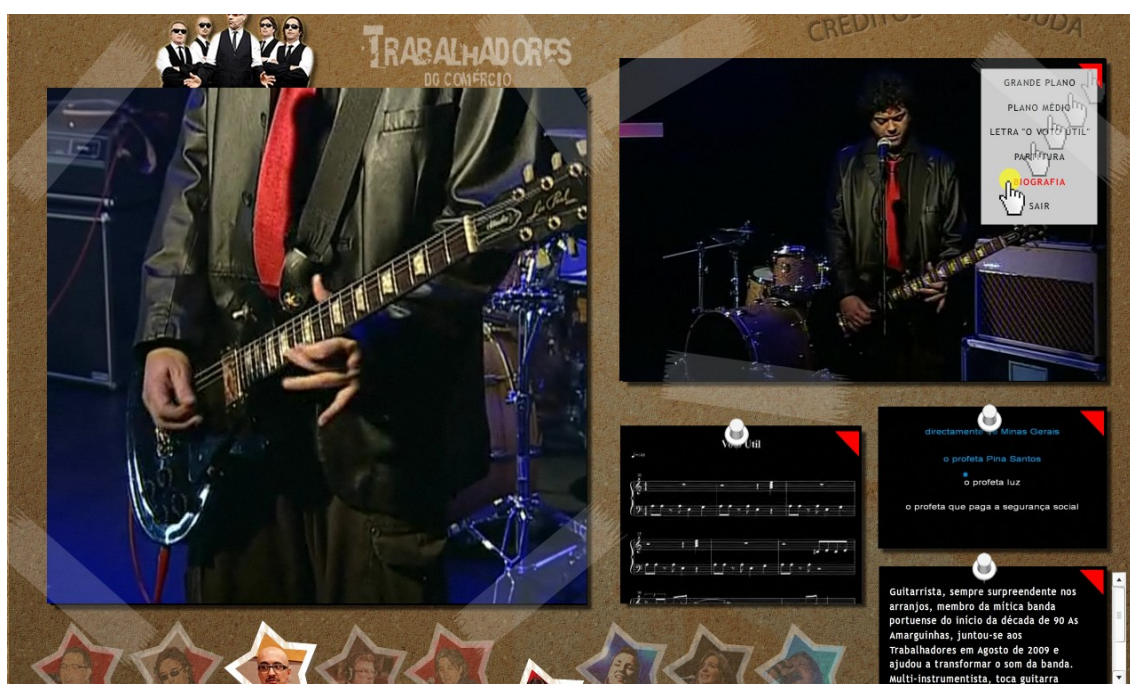 TRABALHADORES
DO COMÉRCIO
CREDITOS
GRANDE PLANO
PLANO MÉDIO
LETRA "O VOTO ÚTIL"
PARTITURA
BIOGRAFIA
SAIR
Les Paul
Voto Útil
directamente de Minas Gerais
o profeta Pina Santos
o profeta luz
o profeta que paga a segurança social
Guitarrista, sempre surpreendente nos
arranjos, membro da mítica banda
portuense do início da década de 90 As
Amarguinhas, juntou-se aos
Trabalhadores em Agosto de 2009 e
ajudou a transformar o som da banda.
Multi-instrumentista, toca guitarra